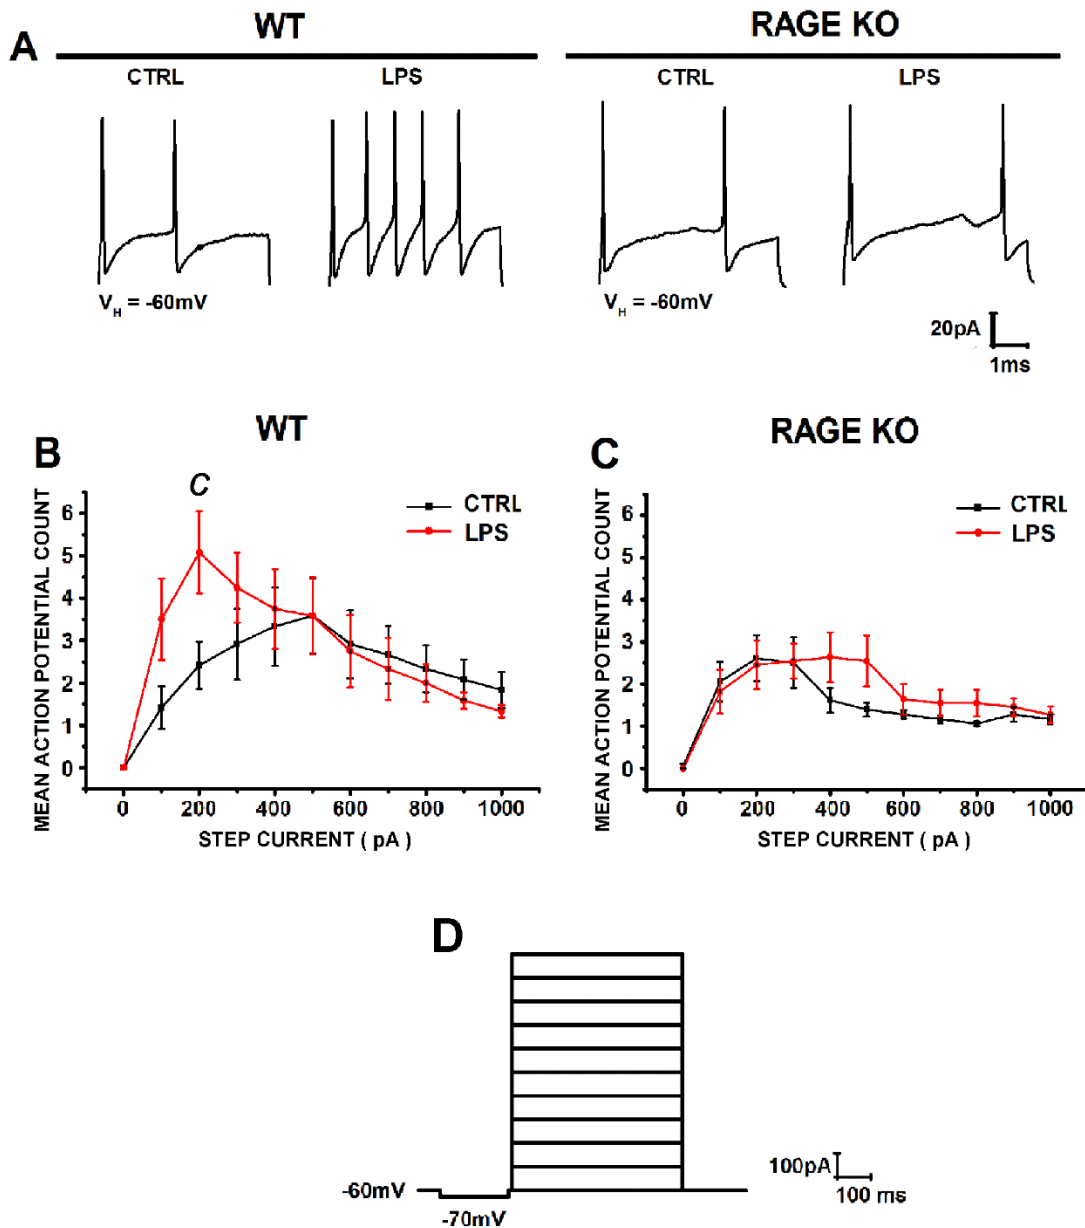 WT
RAGE KO
A
CTRL
LPS
CTRL
LPS
V_H = -60mV
V_H = -60mV
20pA
1ms
WT
RAGE KO
B
C
C
MEAN ACTION POTENTIAL COUNT
6
5
4
3
2
1
0
CTRL
LPS
0 200 400 600 800 1000
STEP CURRENT ( pA )
MEAN ACTION POTENTIAL COUNT
6
5
4
3
2
1
0
CTRL
LPS
0 200 400 600 800 1000
STEP CURRENT ( pA )
D
-60mV
-70mV
100pA
100 ms